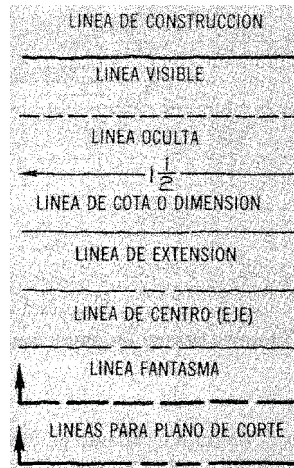 LINEA DE CONSTRUCCION
LINEA VISIBLE
LINEA OCULTA
1 1/2
LINEA DE COTA O DIMENSION
LINEA DE EXTENSION
LINEA DE CENTRO (EJE)
LINEA FANTASMA
LINEAS PARA PLANO DE CORTE